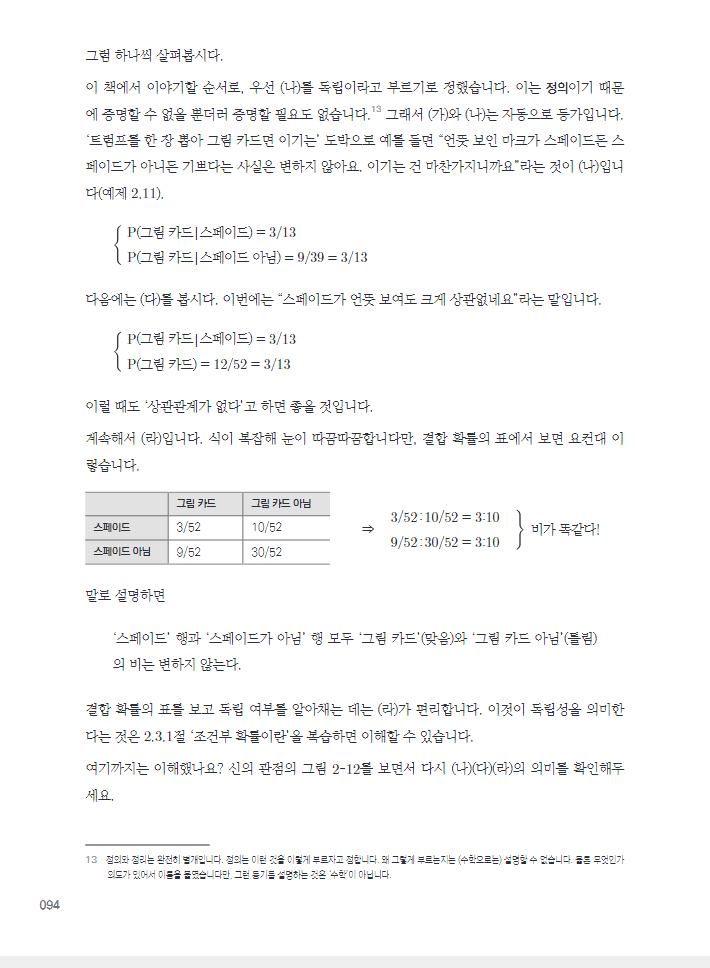 그럼 하나씩 살펴봅시다.
이 책에서 이야기할 순서로, 우선 (나)를 독립이라고 부르기로 정했습니다. 이는 정의이기 때문
에 증명할 수 없을 뿐더러 증명할 필요도 없습니다.13 그래서 (가)와 (나)는 자동으로 등가입니다.
‘트럼프를 한 장 뽑아 그림 카드면 이기는’ 도박으로 예를 들면 “언뜻 보인 마크가 스페이드든 스
페이드가 아니든 기쁘다는 사실은 변하지 않아요. 이기는 건 마찬가지니까요”라는 것이 (나)입니
다(예제 2.11).
P(그림 카드|스페이드) = 3/13
P(그림 카드|스페이드 아님) = 9/39 = 3/13
다음에는 (다)를 봅시다. 이번에는 “스페이드가 언뜻 보여도 크게 상관없네요”라는 말입니다.
P(그림 카드|스페이드) = 3/13
P(그림 카드) = 12/52 = 3/13
이럴 때도 ‘상관관계가 없다’고 하면 좋을 것입니다.
계속해서 (라)입니다. 식이 복잡해 눈이 따끔따끔합니다만, 결합 확률의 표에서 보면 요컨대 이
렇습니다.
그림 카드 그림 카드 아님
스페이드 3/52 10/52
스페이드 아님 9/52 30/52
⇒
3/52:10/52 = 3:10
9/52:30/52 = 3:10
비가 똑같다!
말로 설명하면
‘스페이드’ 행과 ‘스페이드가 아님’ 행 모두 ‘그림 카드’(맞음)와 ‘그림 카드 아님’(틀림)
의 비는 변하지 않는다.
결합 확률의 표를 보고 독립 여부를 알아채는 데는 (라)가 편리합니다. 이것이 독립성을 의미한
다는 것은 2.3.1절 ‘조건부 확률이란’을 복습하면 이해할 수 있습니다.
여기까지는 이해했나요? 신의 관점의 그림 2-12를 보면서 다시 (나)(다)(라)의 의미를 확인해두
세요.
13 정의와 정리는 완전히 별개입니다. 정의는 이런 것을 이렇게 부르자고 정합니다. 왜 그렇게 부르는지는 (수학으로는) 설명할 수 없습니다. 물론 무엇인가
의도가 있어서 이름을 붙였습니다만, 그런 동기를 설명하는 것은 ‘수학’이 아닙니다.
094